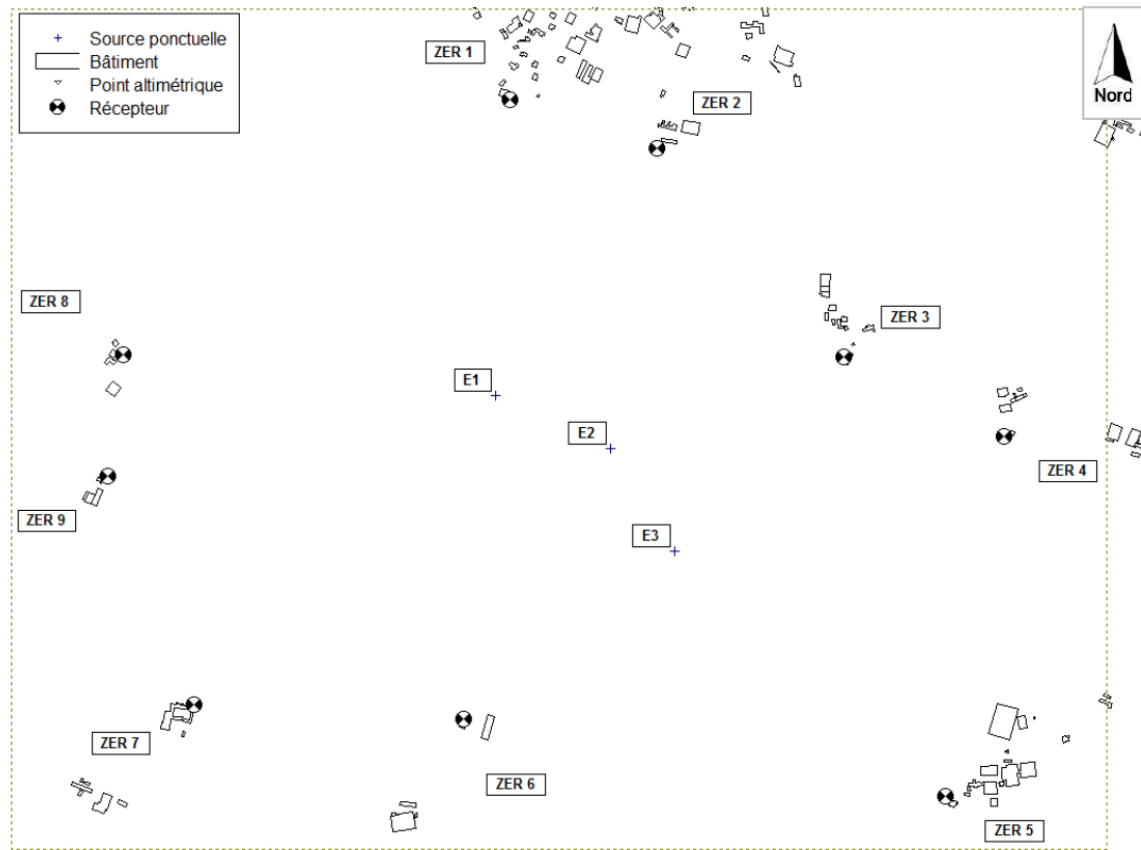 Source ponctuelle
Bâtiment
Point altimétrique
Récepteur
ZER 1
Nord
ZER 2
ZER 8
ZER 3
E1
E2
ZER 4
ZER 9
E3
ZER 7
ZER 6
ZER 5